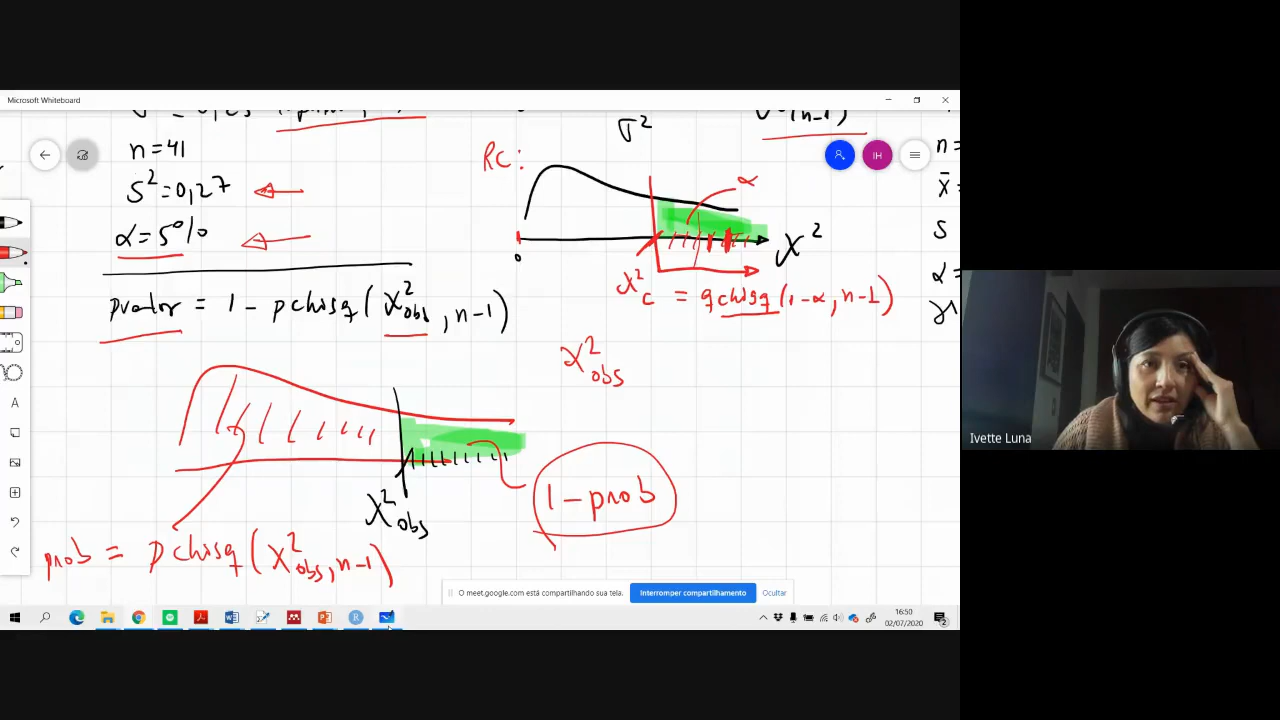 Microsoft Whiteboard
n=41
S²=0,27
α=5%
pvalor = 1 - pchisq(X²obs, n-1)
prob = pchisq(X²obs, n-1)
X²obs
1-prob
RC:
σ²
α
0
X²
X²c = qchisq(1-α, n-1)
X²obs
IH
n=
x̄=
S
α=
A
Ivette Luna
O meet.google.com está compartilhando sua tela.
Interromper compartilhamento
Ocultar
16:50
02/07/2020